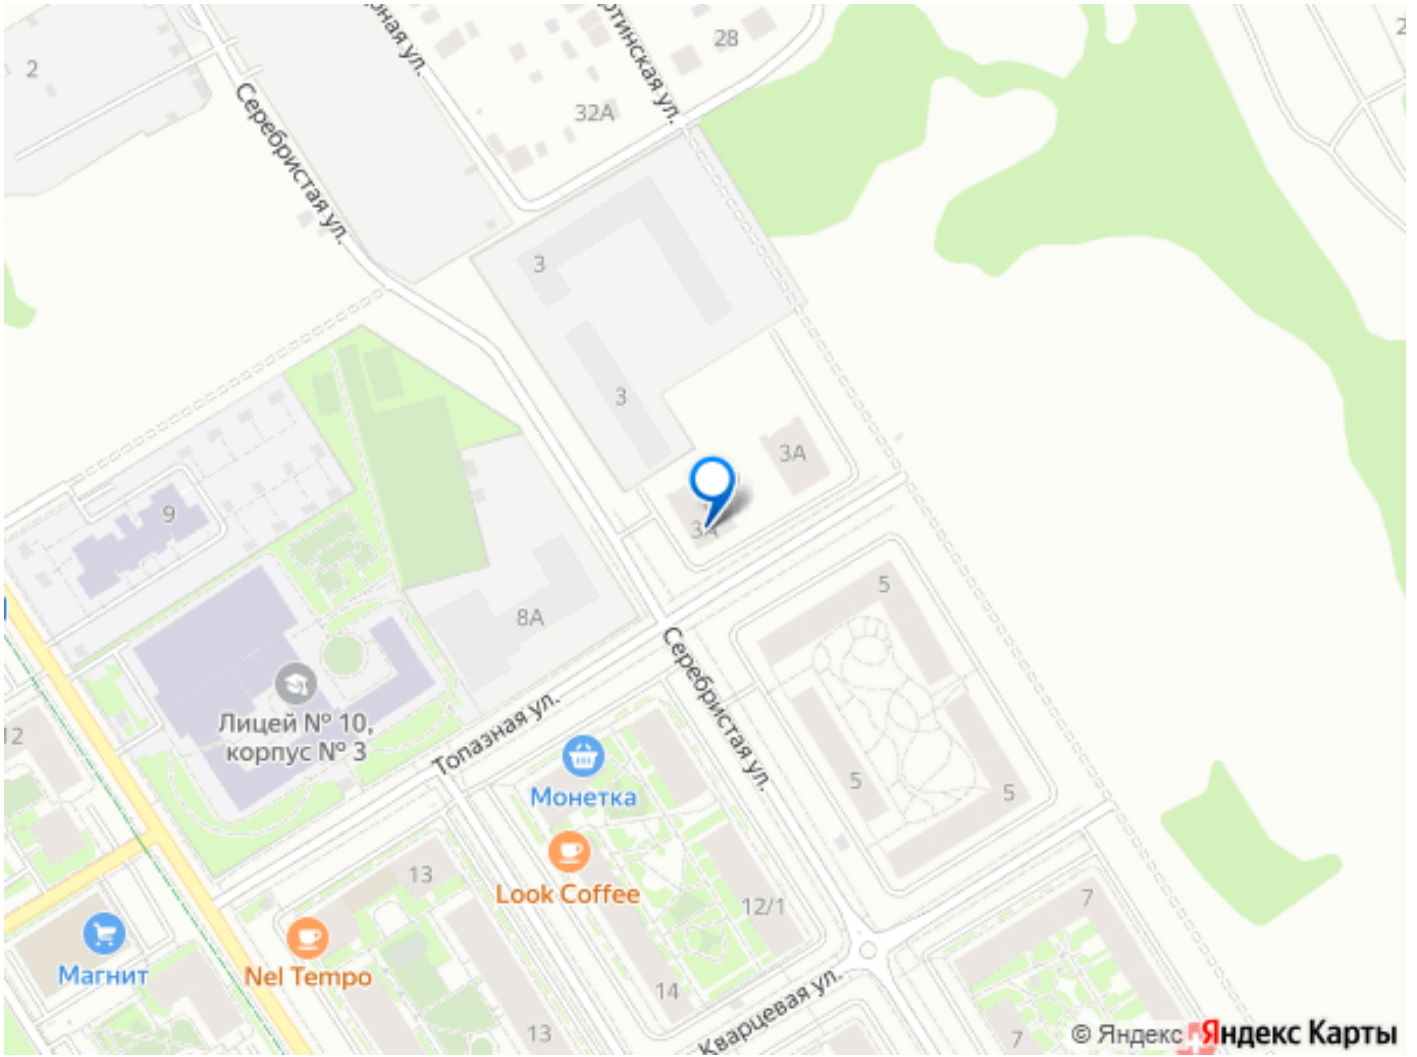 2
28
32А
Серебристая ул.
3
3
3А
3А
9
8А
5
5
5
Лицей № 10,
корпус № 3
Топазная ул.
Серебристая ул.
12
Монетка
Look Coffee
13
12/1
7
Магнит
Nel Tempo
14
13
Кварцевая ул.
7
© Яндекс
Яндекс Карты